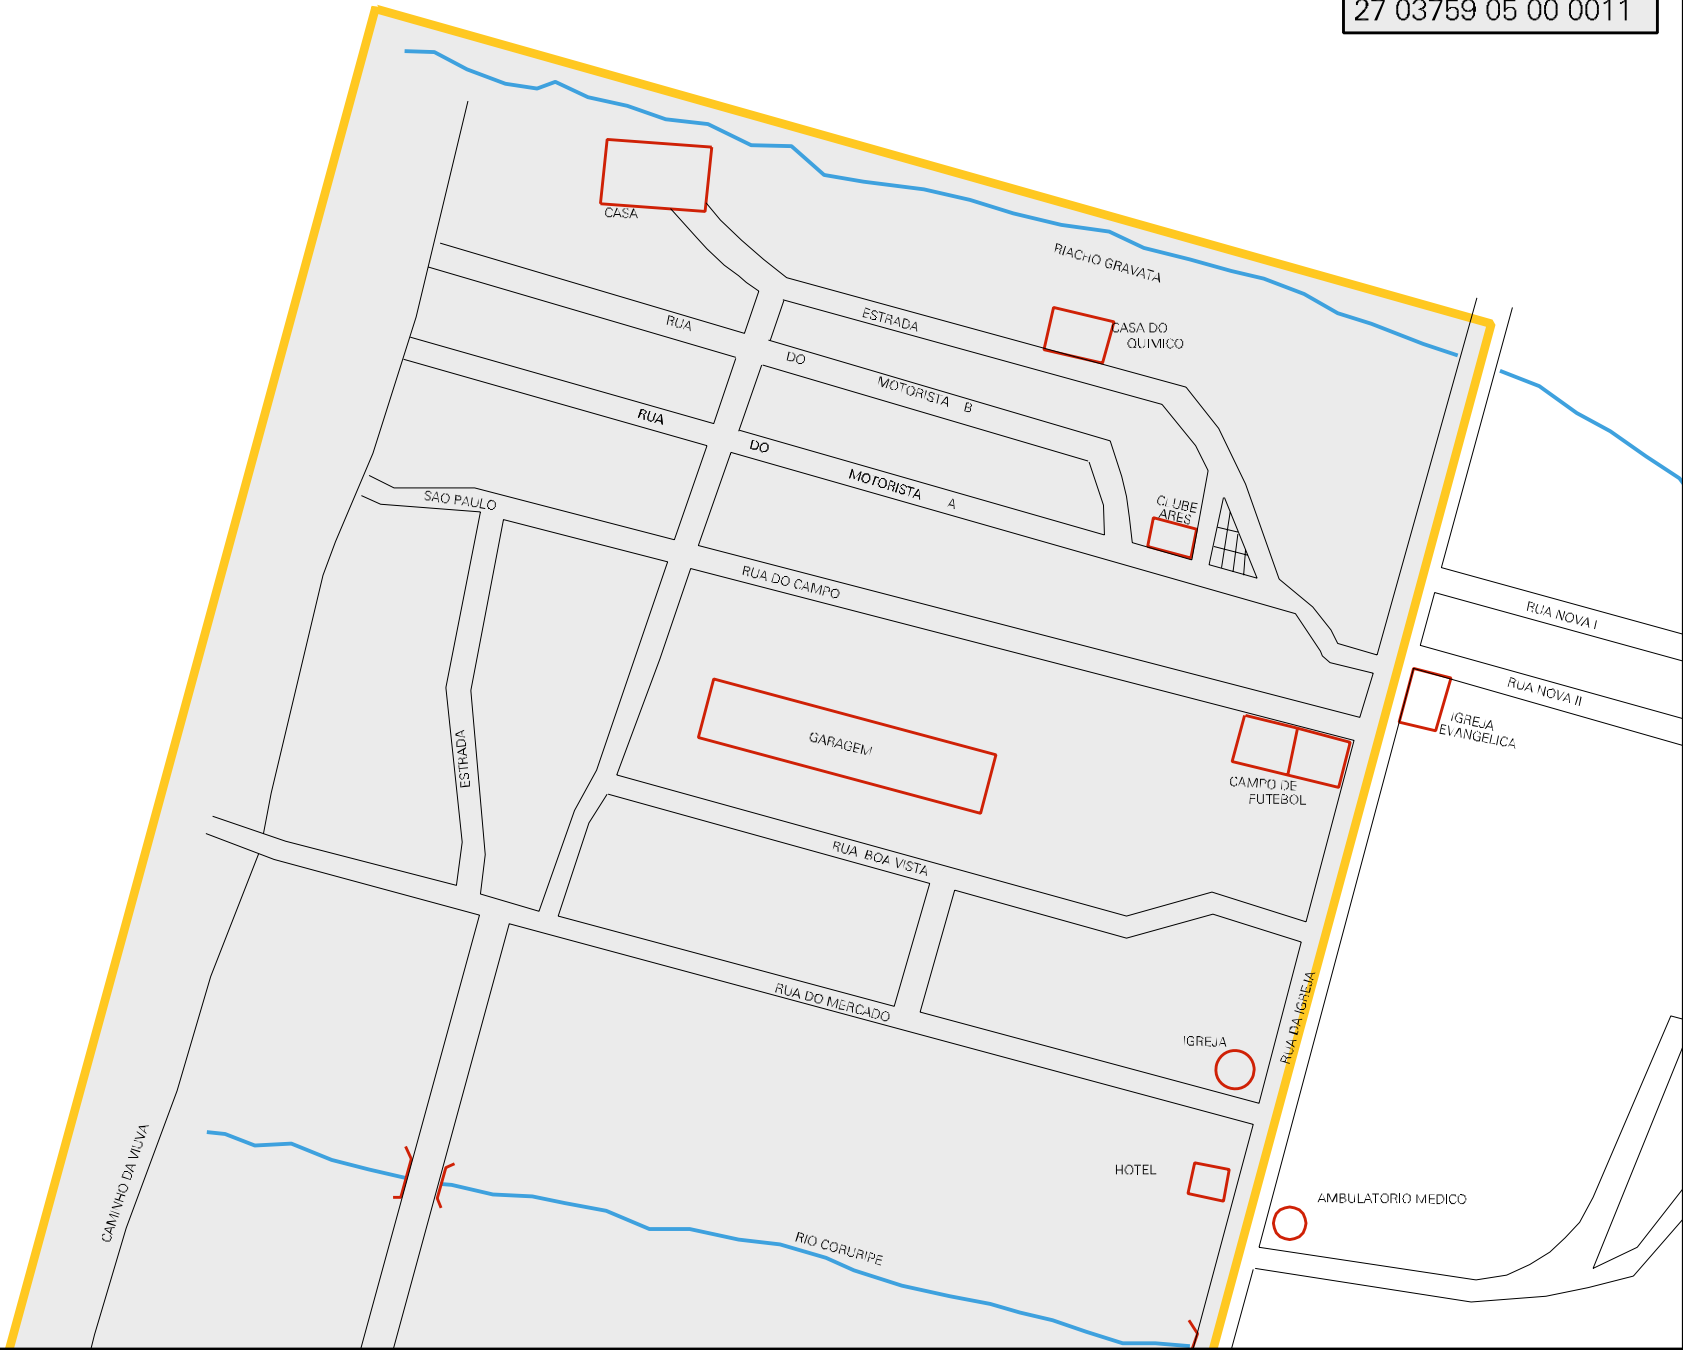 27 03759 05 00 0011
CASA
RIACHO GRAVATA
RUA
ESTRADA
CASA DO
QUIMICO
DO
MOTORISTA B
RUA
DO
MOTORISTA A
SAO PAULO
CLUBE
ARES
RUA DO CAMPO
RUA NOVA I
RUA NOVA II
IGREJA
EVANGELICA
ESTRADA
GARAGEM
CAMPO DE
FUTEBOL
RUA BOA VISTA
RUA DO MERCADO
RUA DA IGREJA
IGREJA
CAMINHO DA VIUVA
HOTEL
AMBULATORIO MEDICO
RIO CORURIPE